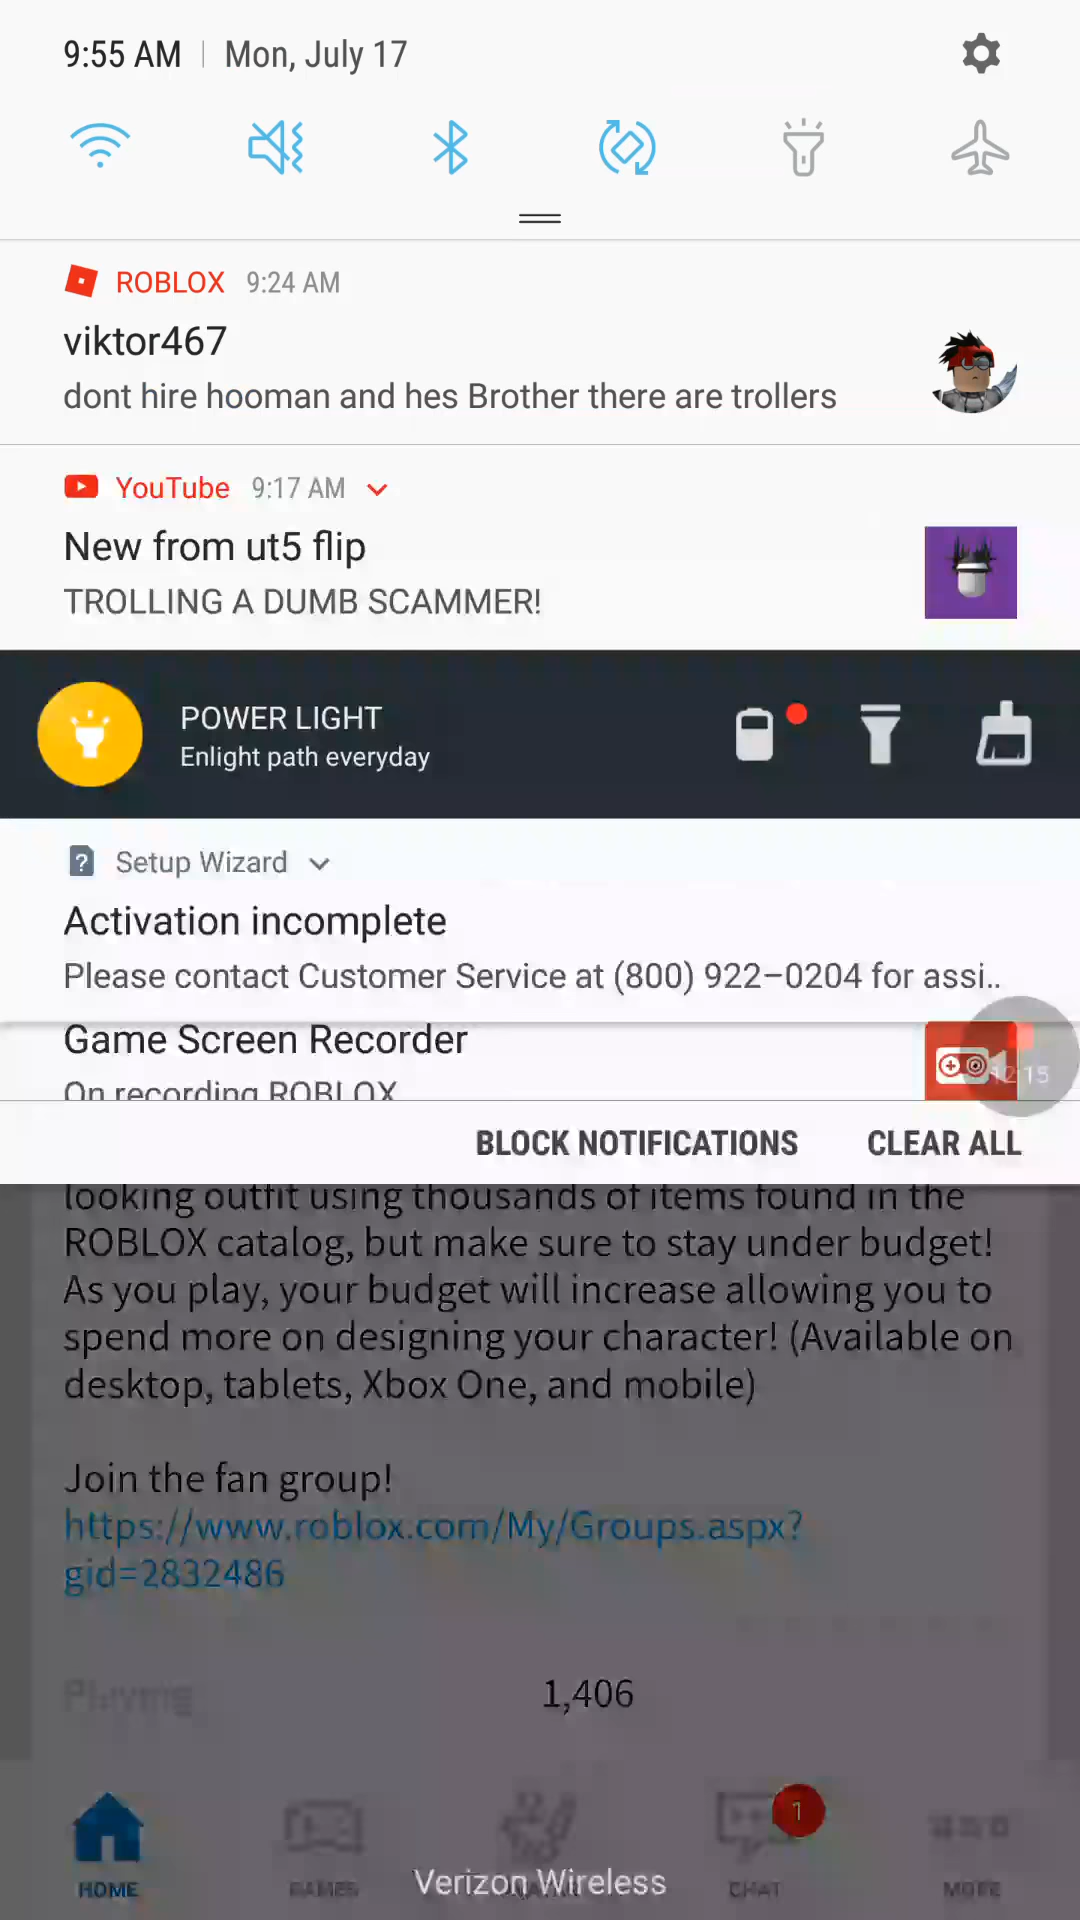 9:55 AM | Mon, July 17
ROBLOX 9:24 AM
viktor467
dont hire hooman and hes Brother there are trollers
YouTube 9:17 AM
New from ut5 flip
TROLLING A DUMB SCAMMER!
POWER LIGHT
Enlight path everyday
Setup Wizard
Activation incomplete
Please contact Customer Service at (800) 922-0204 for assi..
Game Screen Recorder
12:15
On recording ROBLOX
BLOCK NOTIFICATIONS CLEAR ALL
looking outfit using thousands of items found in the
ROBLOX catalog, but make sure to stay under budget!
As you play, your budget will increase allowing you to
spend more on designing your character! (Available on
desktop, tablets, Xbox One, and mobile)
Join the fan group!
https://www.roblox.com/My/Groups.aspx?
gid=2832486
Playing 1,406
1
HOME GAMES CHAT MORE
Verizon Wireless